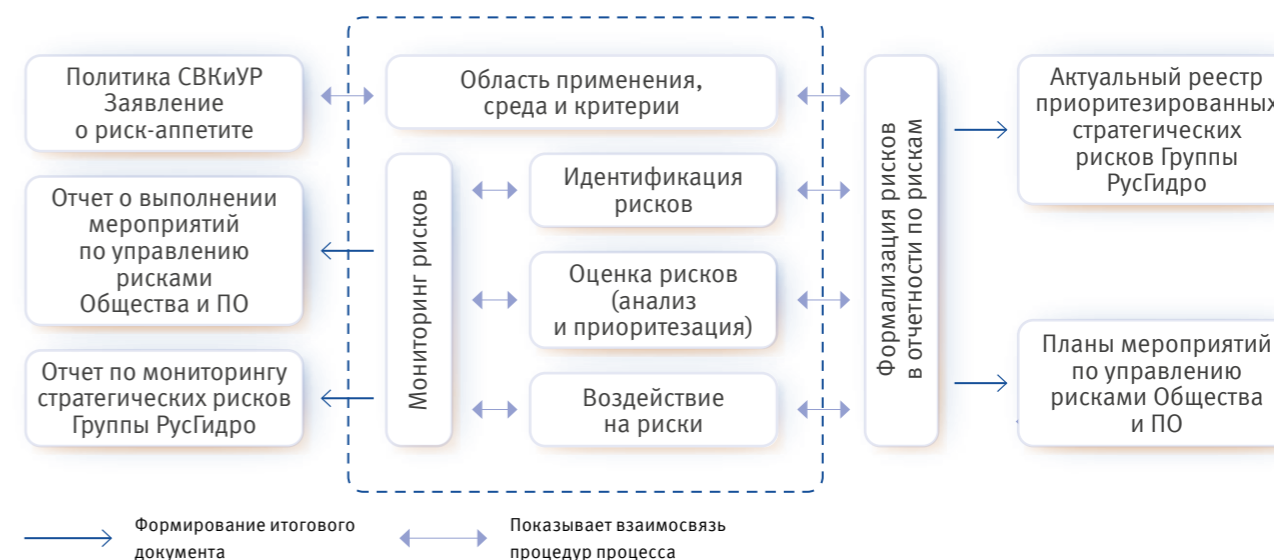 Политика СВКиУР
Заявление
о риск-аппетите
Отчет о выполнении
мероприятий
по управлению
рисками
Общества и ПО
Отчет по мониторингу
стратегических рисков
Группы РусГидро
Область применения,
среда и критерии
Мониторинг рисков
Идентификация
рисков
Оценка рисков
(анализ
и приоритезация)
Воздействие
на риски
Формализация рисков
в отчетности по рискам
Актуальный реестр
приоритезированных
стратегических
рисков Группы
РусГидро
Планы мероприятий
по управлению
рисками Общества
и ПО
Формирование итогового
документа
Показывает взаимосвязь
процедур процесса